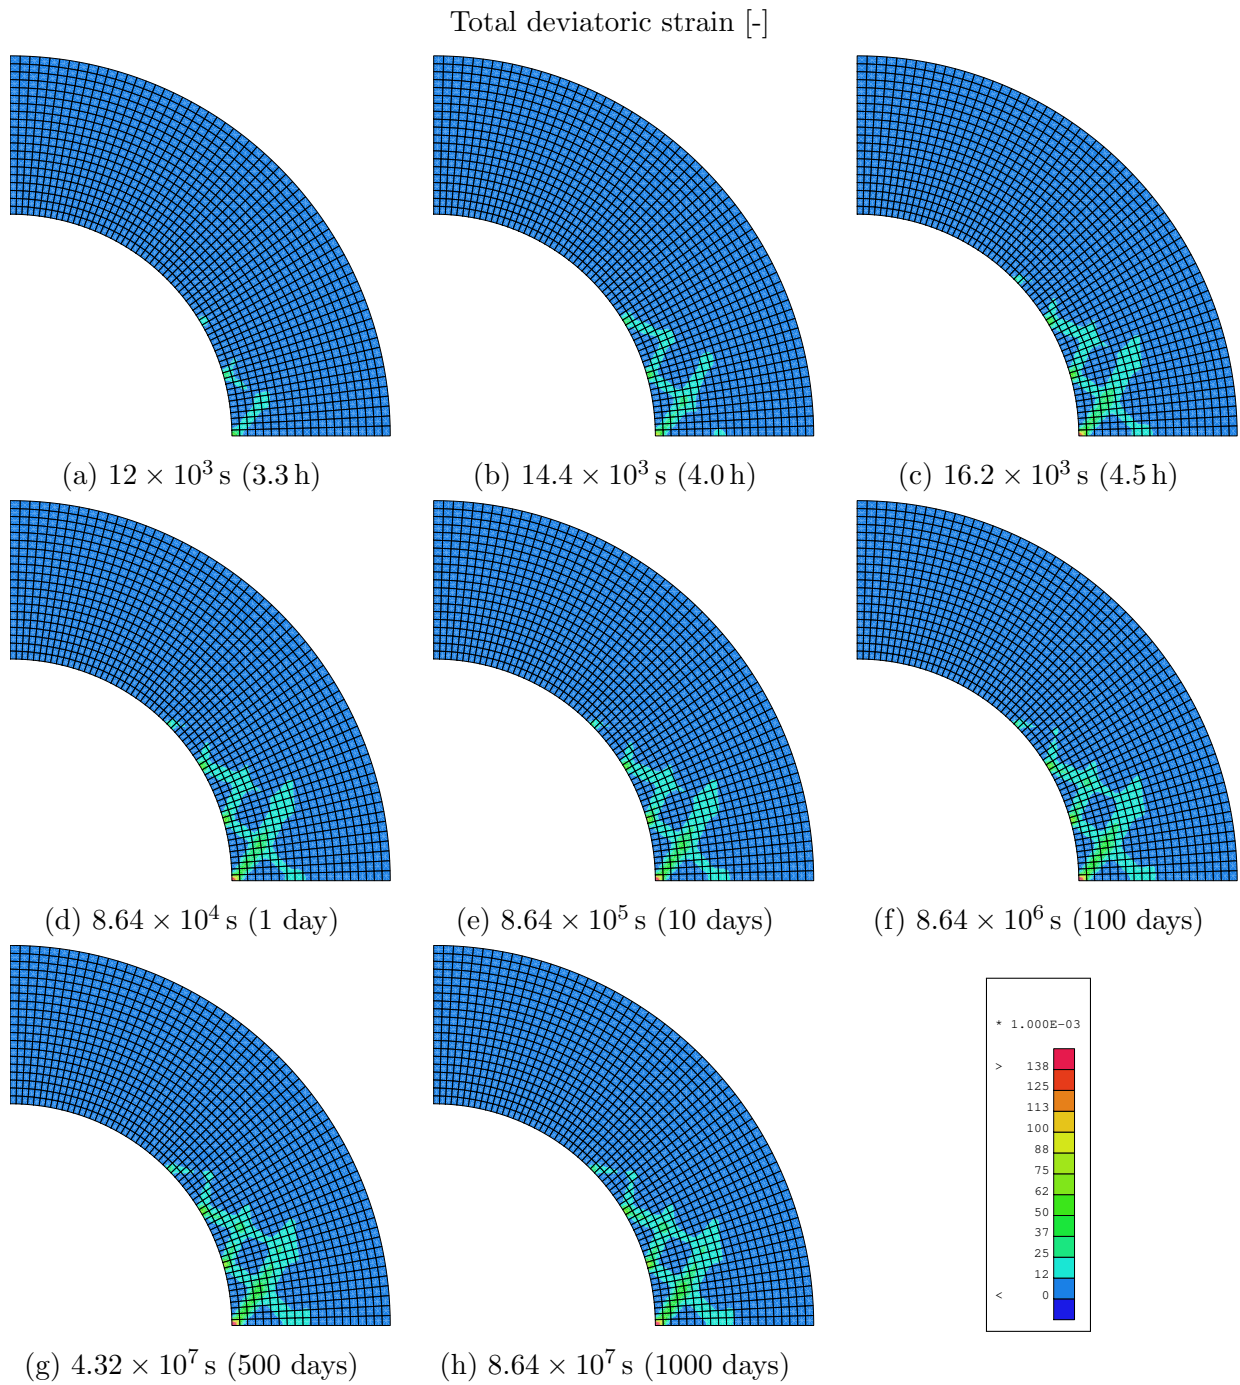 Total deviatoric strain [-]
(a) 12 × 10³ s (3.3 h)
(b) 14.4 × 10³ s (4.0 h)
(c) 16.2 × 10³ s (4.5 h)
(d) 8.64 × 10⁴ s (1 day)
(e) 8.64 × 10⁵ s (10 days)
(f) 8.64 × 10⁶ s (100 days)
* 1.000E-03
> 138
125
113
100
88
75
62
50
37
25
12
< 0
(g) 4.32 × 10⁷ s (500 days)
(h) 8.64 × 10⁷ s (1000 days)